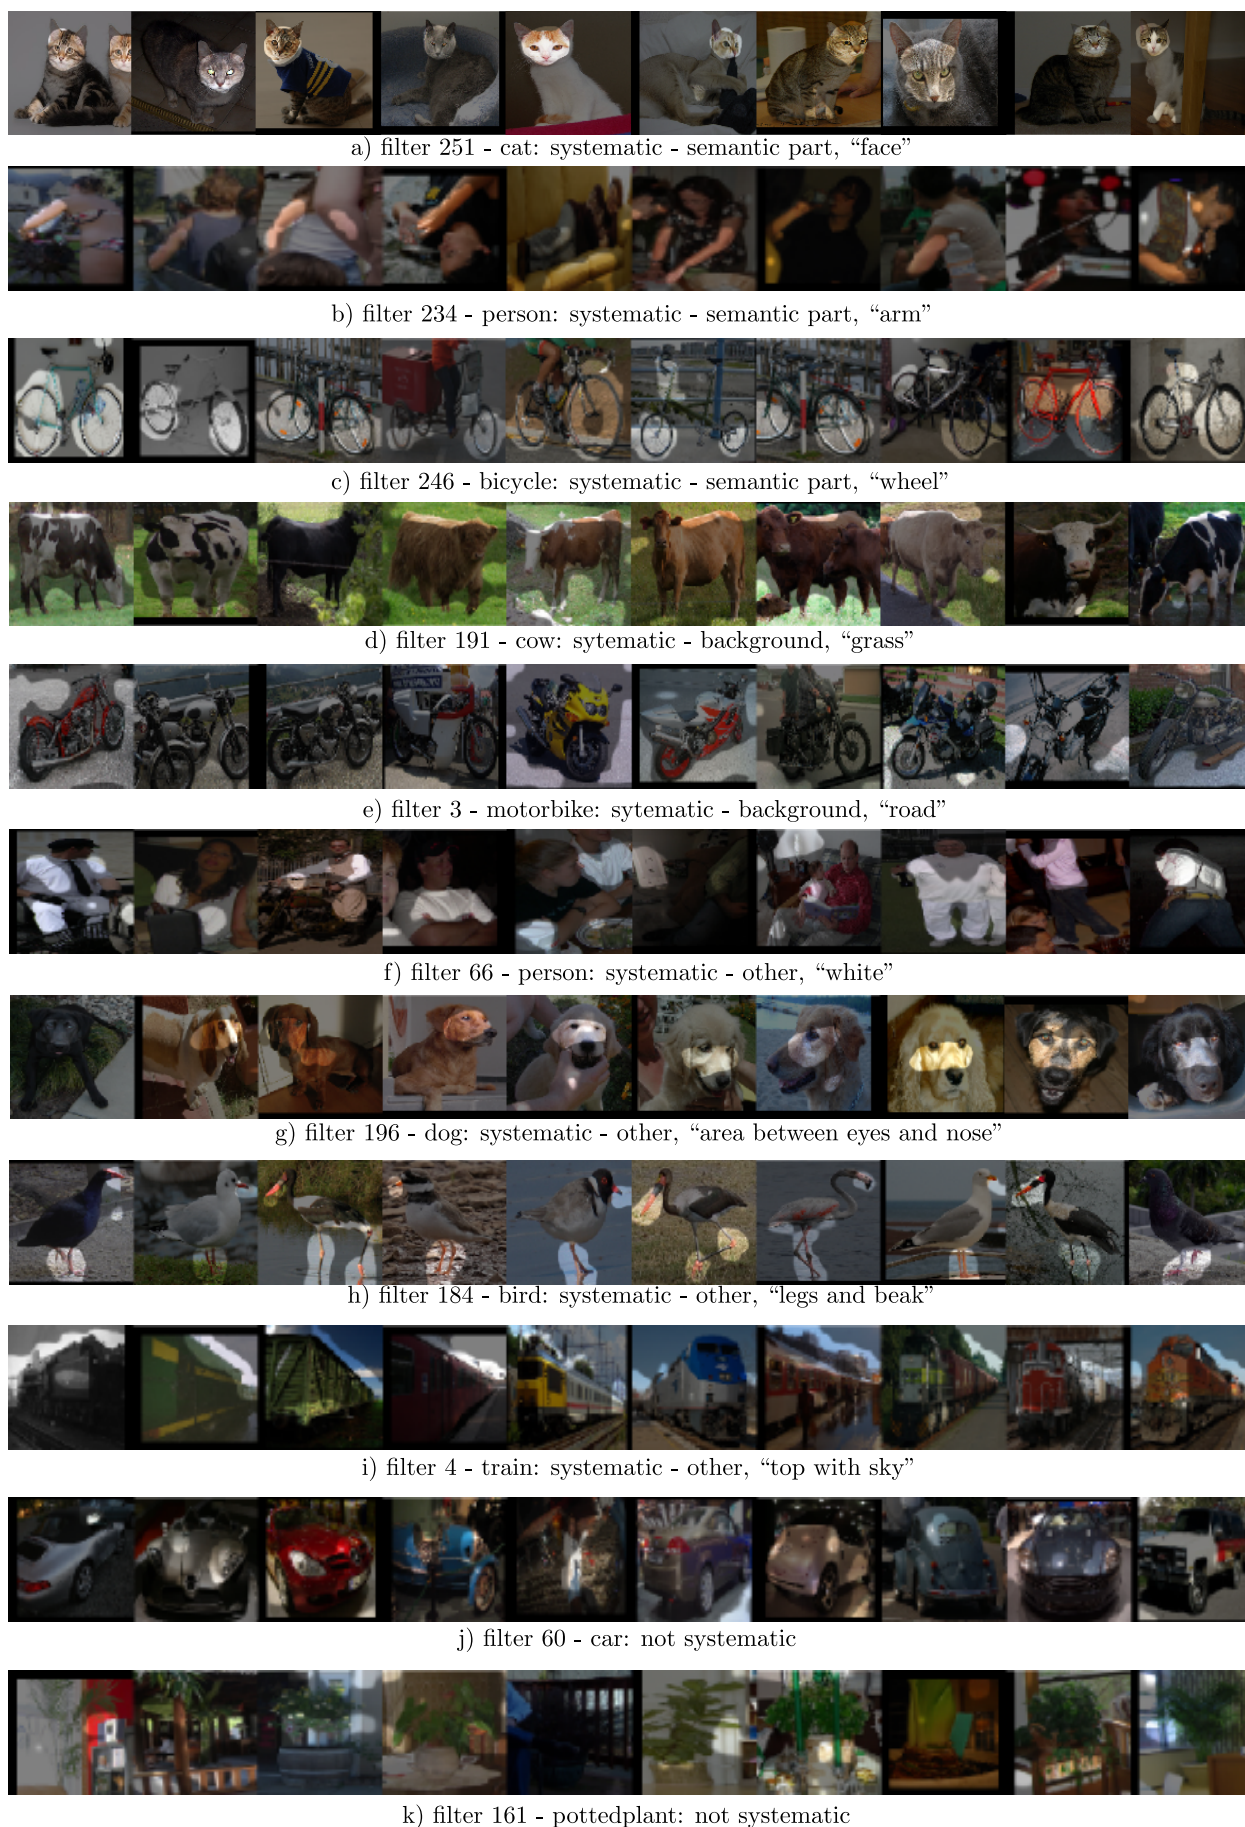 a) filter 251 - cat: systematic - semantic part, “face”
b) filter 234 - person: systematic - semantic part, “arm”
c) filter 246 - bicycle: systematic - semantic part, “wheel”
d) filter 191 - cow: sytematic - background, “grass”
e) filter 3 - motorbike: sytematic - background, “road”
f) filter 66 - person: systematic - other, “white”
g) filter 196 - dog: systematic - other, “area between eyes and nose”
h) filter 184 - bird: systematic - other, “legs and beak”
i) filter 4 - train: systematic - other, “top with sky”
j) filter 60 - car: not systematic
k) filter 161 - pottedplant: not systematic